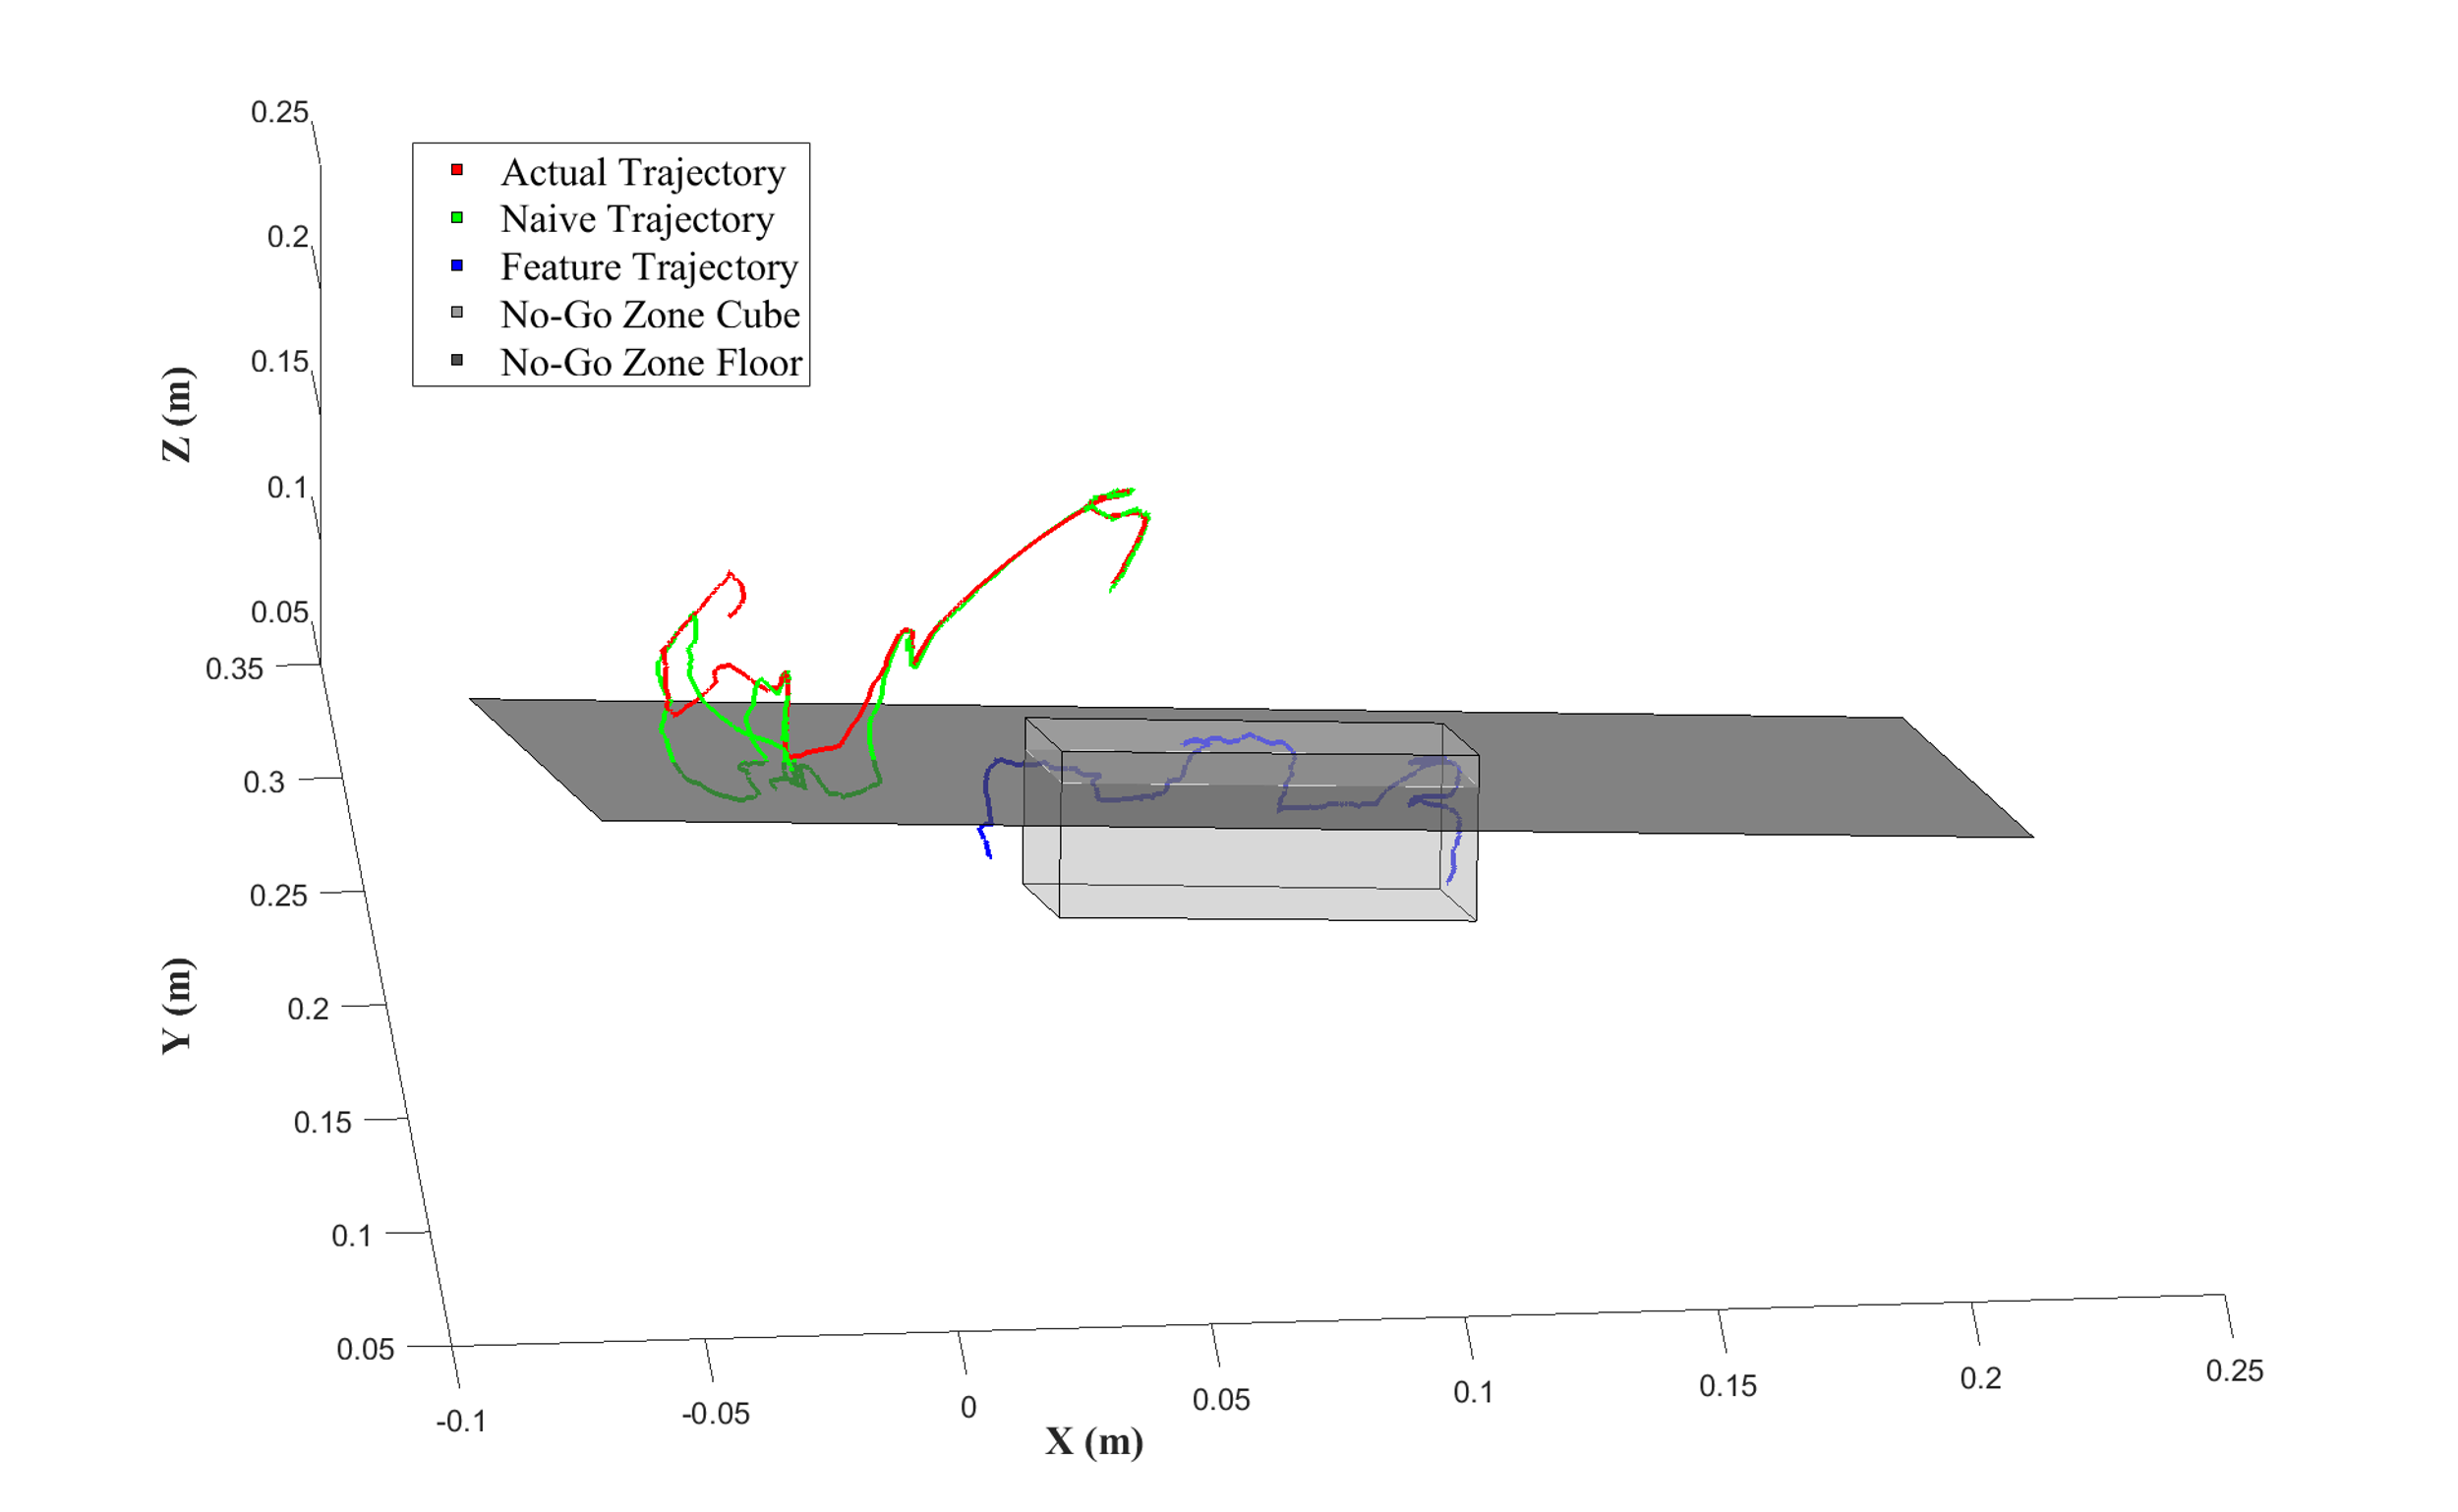 0.25
0.2
0.15
0.1
0.05
Z (m)
Actual Trajectory
Naive Trajectory
Feature Trajectory
No-Go Zone Cube
No-Go Zone Floor
0.35
0.3
0.25
0.2
0.15
0.1
0.05
Y (m)
-0.1
-0.05
0
0.05
0.1
0.15
0.2
0.25
X (m)